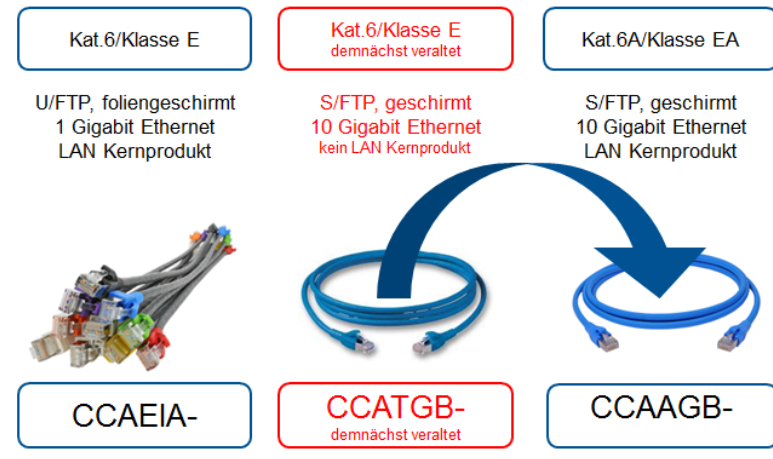 Kat.6/Klasse E
Kat.6/Klasse E
demnächst veraltet
Kat.6A/Klasse EA
U/FTP, foliengeschirmt
1 Gigabit Ethernet
LAN Kernprodukt
S/FTP, geschirmt
10 Gigabit Ethernet
kein LAN Kernprodukt
S/FTP, geschirmt
10 Gigabit Ethernet
LAN Kernprodukt
CCAEIA-
CCATGB-
demnächst veraltet
CCAAGB-